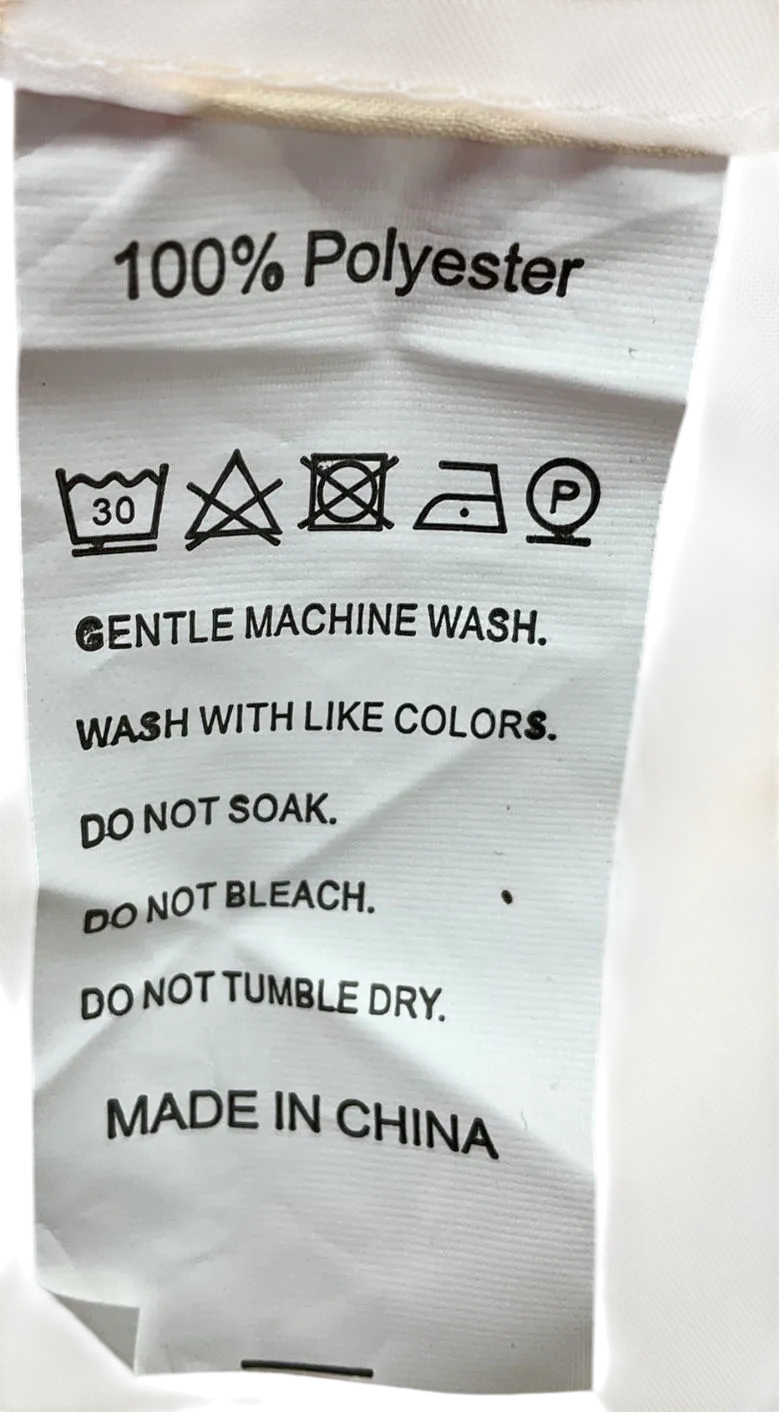 100% Polyester
30 P
GENTLE MACHINE WASH.
WASH WITH LIKE COLORS.
DO NOT SOAK.
DO NOT BLEACH.
DO NOT TUMBLE DRY.
MADE IN CHINA